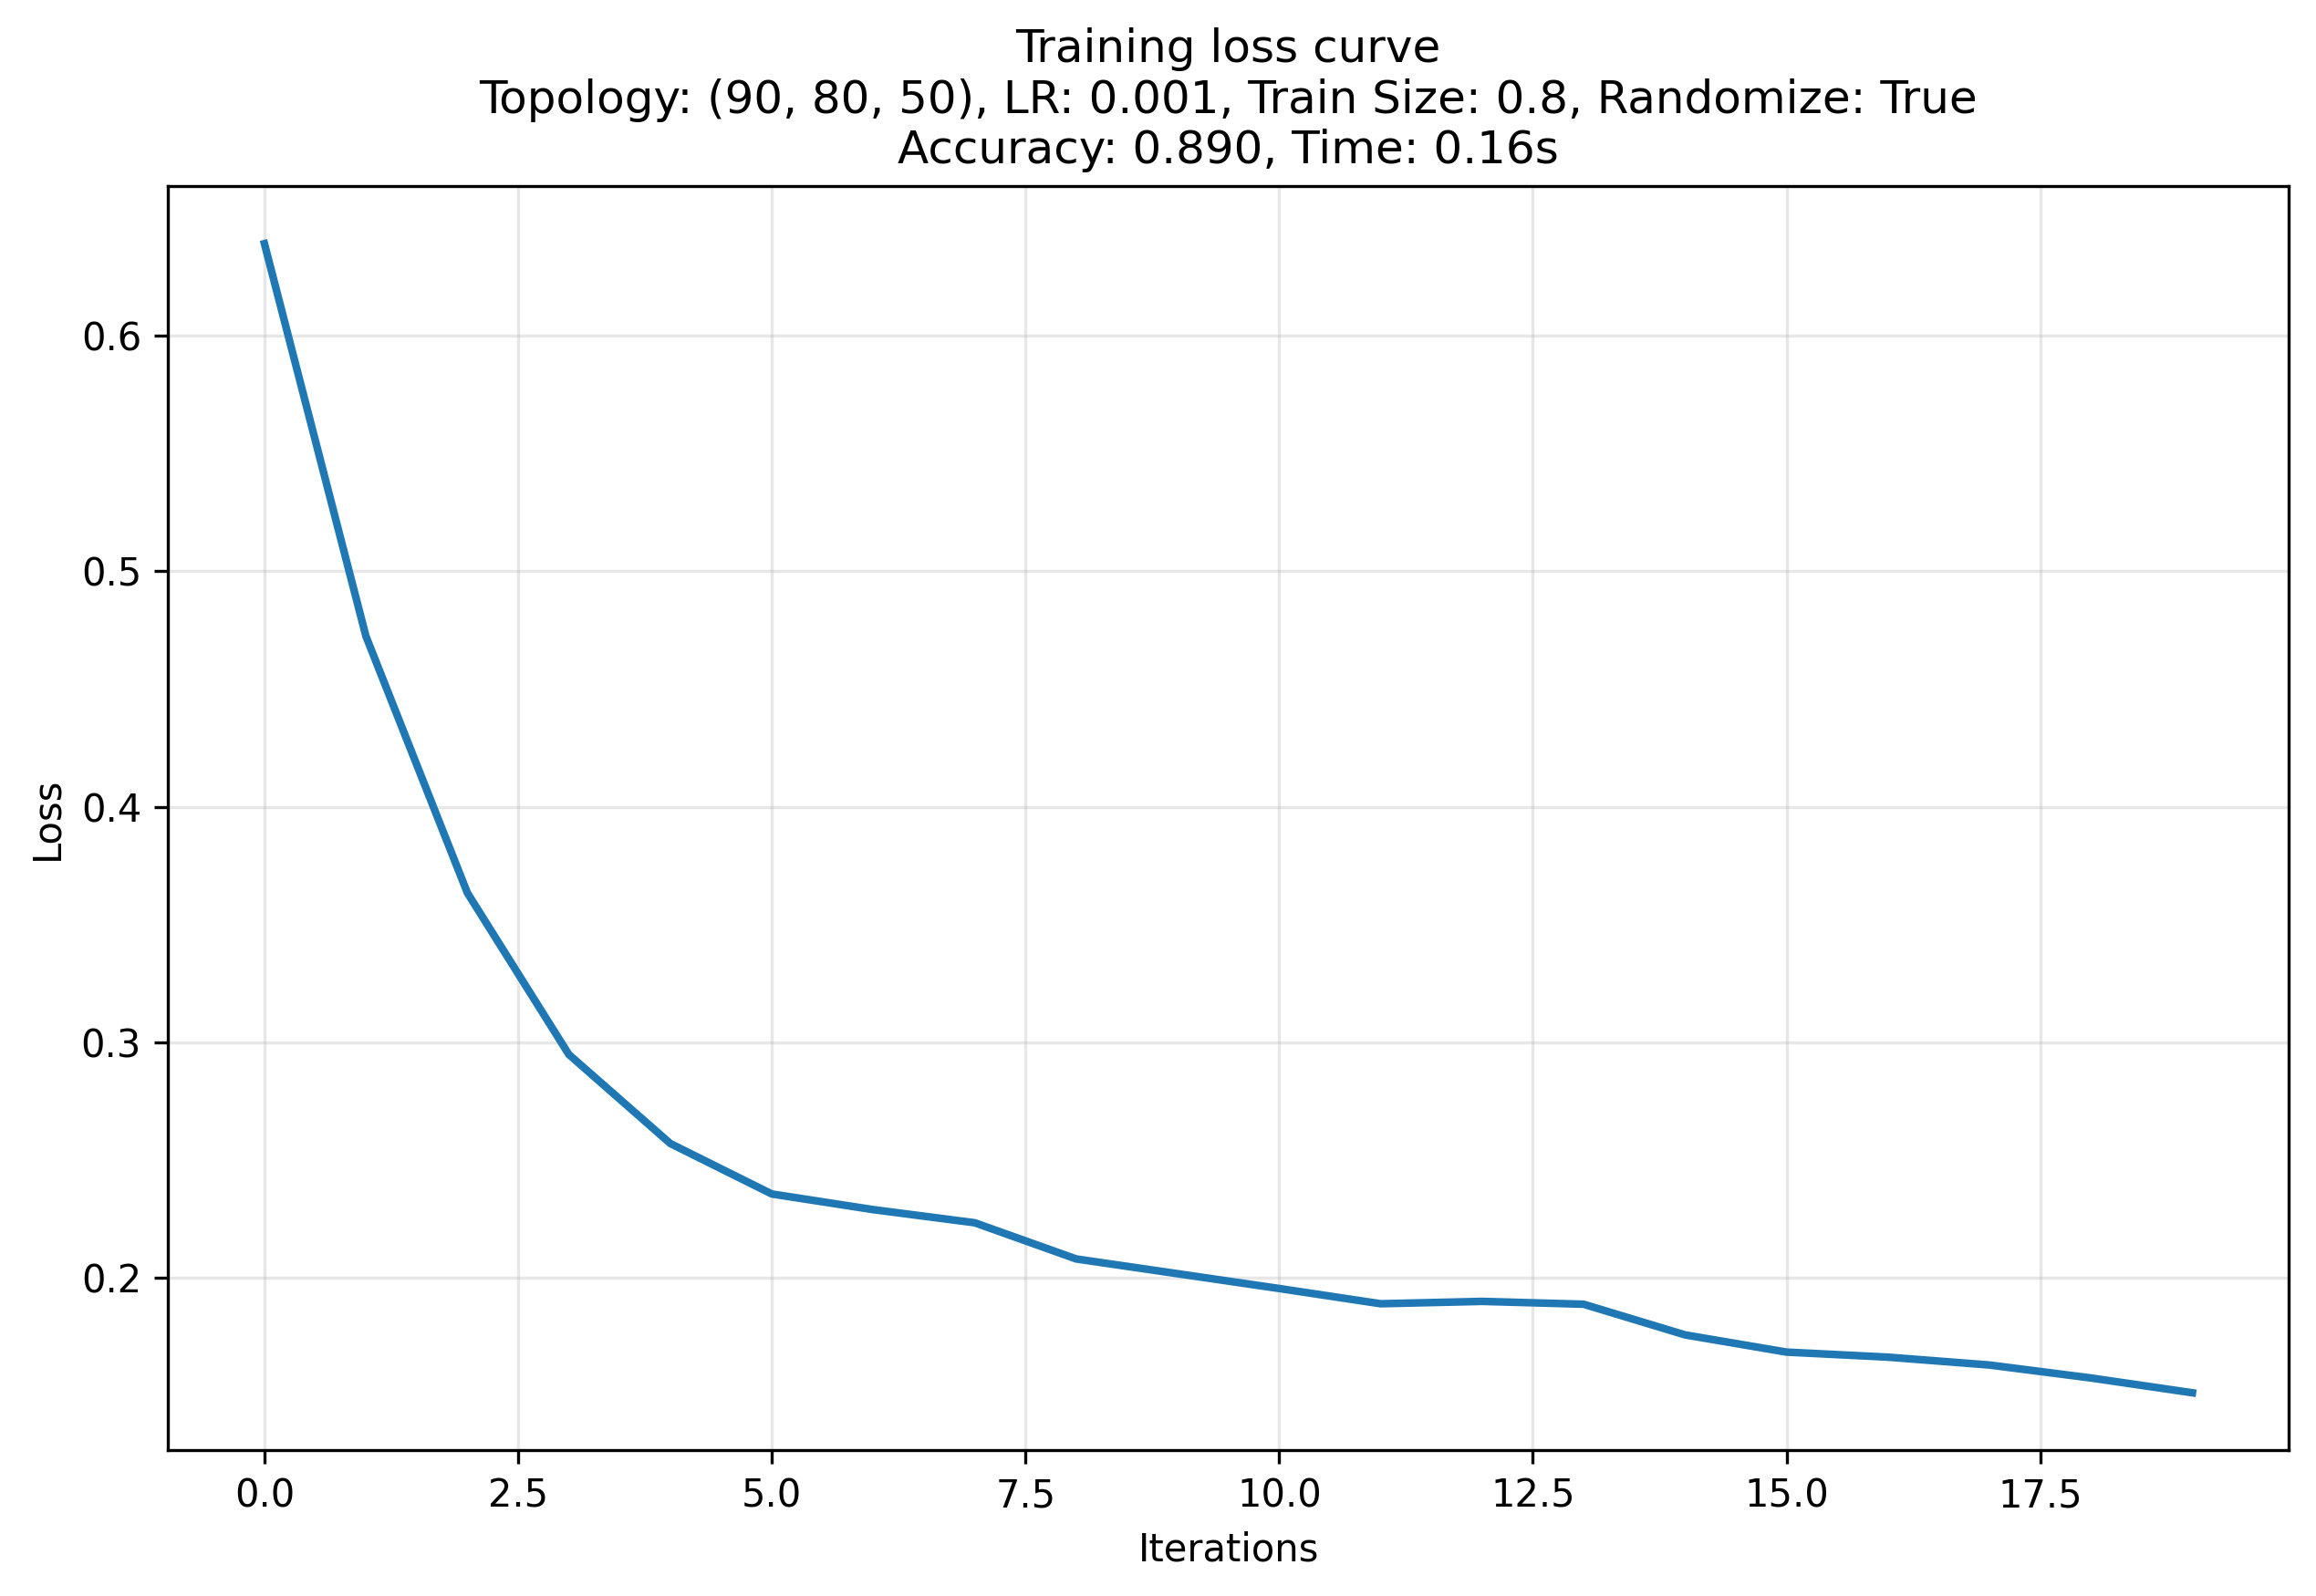 Training loss curve
Topology: (90, 80, 50), LR: 0.001, Train Size: 0.8, Randomize: True
Accuracy: 0.890, Time: 0.16s
Loss
0.6
0.5
0.4
0.3
0.2
0.0 2.5 5.0 7.5 10.0 12.5 15.0 17.5
Iterations